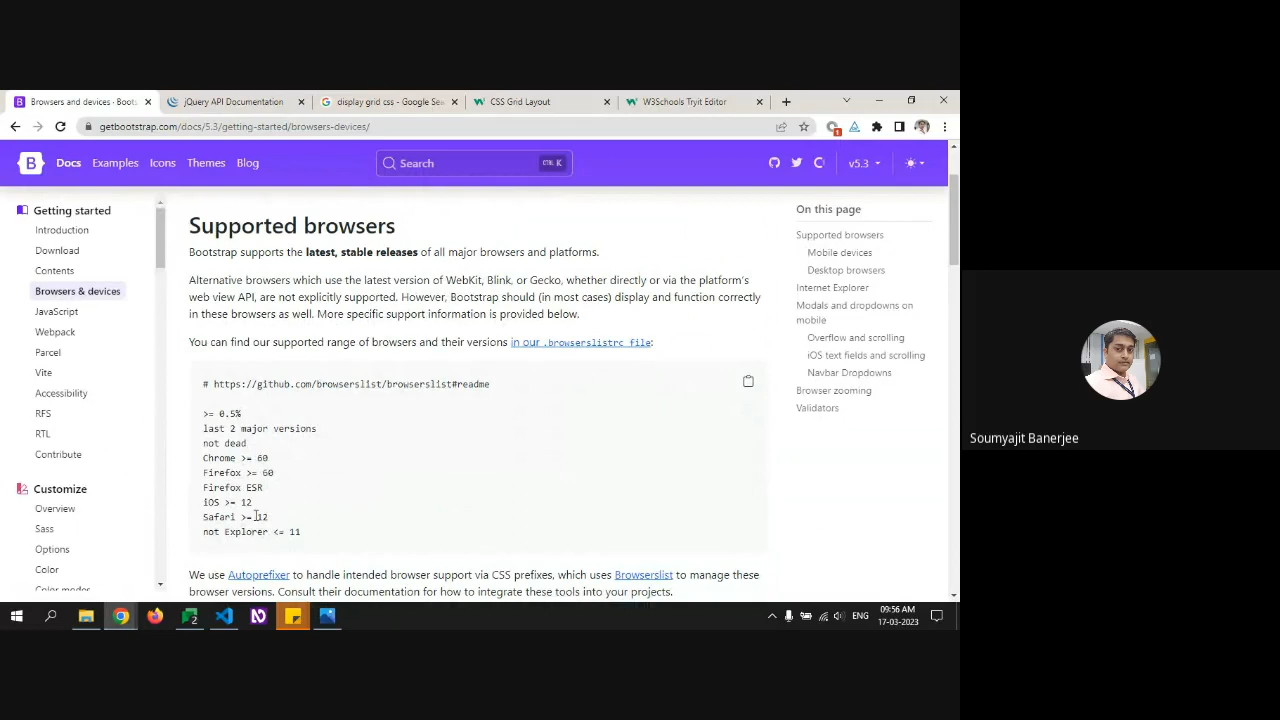 Browsers and devices · Boots
jQuery API Documentation
display grid css - Google Sea
CSS Grid Layout
W3Schools Tryit Editor
getbootstrap.com/docs/5.3/getting-started/browsers-devices/
B
Docs
Examples
Icons
Themes
Blog
Search
CTRL K
v5.3
Getting started
Introduction
Download
Contents
Browsers & devices
JavaScript
Webpack
Parcel
Vite
Accessibility
RFS
RTL
Contribute
Customize
Overview
Sass
Options
Color
Color modes
Supported browsers
Bootstrap supports the latest, stable releases of all major browsers and platforms.
Alternative browsers which use the latest version of WebKit, Blink, or Gecko, whether directly or via the platform's
web view API, are not explicitly supported. However, Bootstrap should (in most cases) display and function correctly
in these browsers as well. More specific support information is provided below.
You can find our supported range of browsers and their versions in our .browserslistrc file:
# https://github.com/browserslist/browserslist#readme
>= 0.5%
last 2 major versions
not dead
Chrome >= 60
Firefox >= 60
Firefox ESR
iOS >= 12
Safari >= 12
not Explorer <= 11
We use Autoprefixer to handle intended browser support via CSS prefixes, which uses Browserslist to manage these
browser versions. Consult their documentation for how to integrate these tools into your projects.
On this page
Supported browsers
Mobile devices
Desktop browsers
Internet Explorer
Modals and dropdowns on
mobile
Overflow and scrolling
iOS text fields and scrolling
Navbar Dropdowns
Browser zooming
Validators
Soumyajit Banerjee
ENG
09:56 AM
17-03-2023